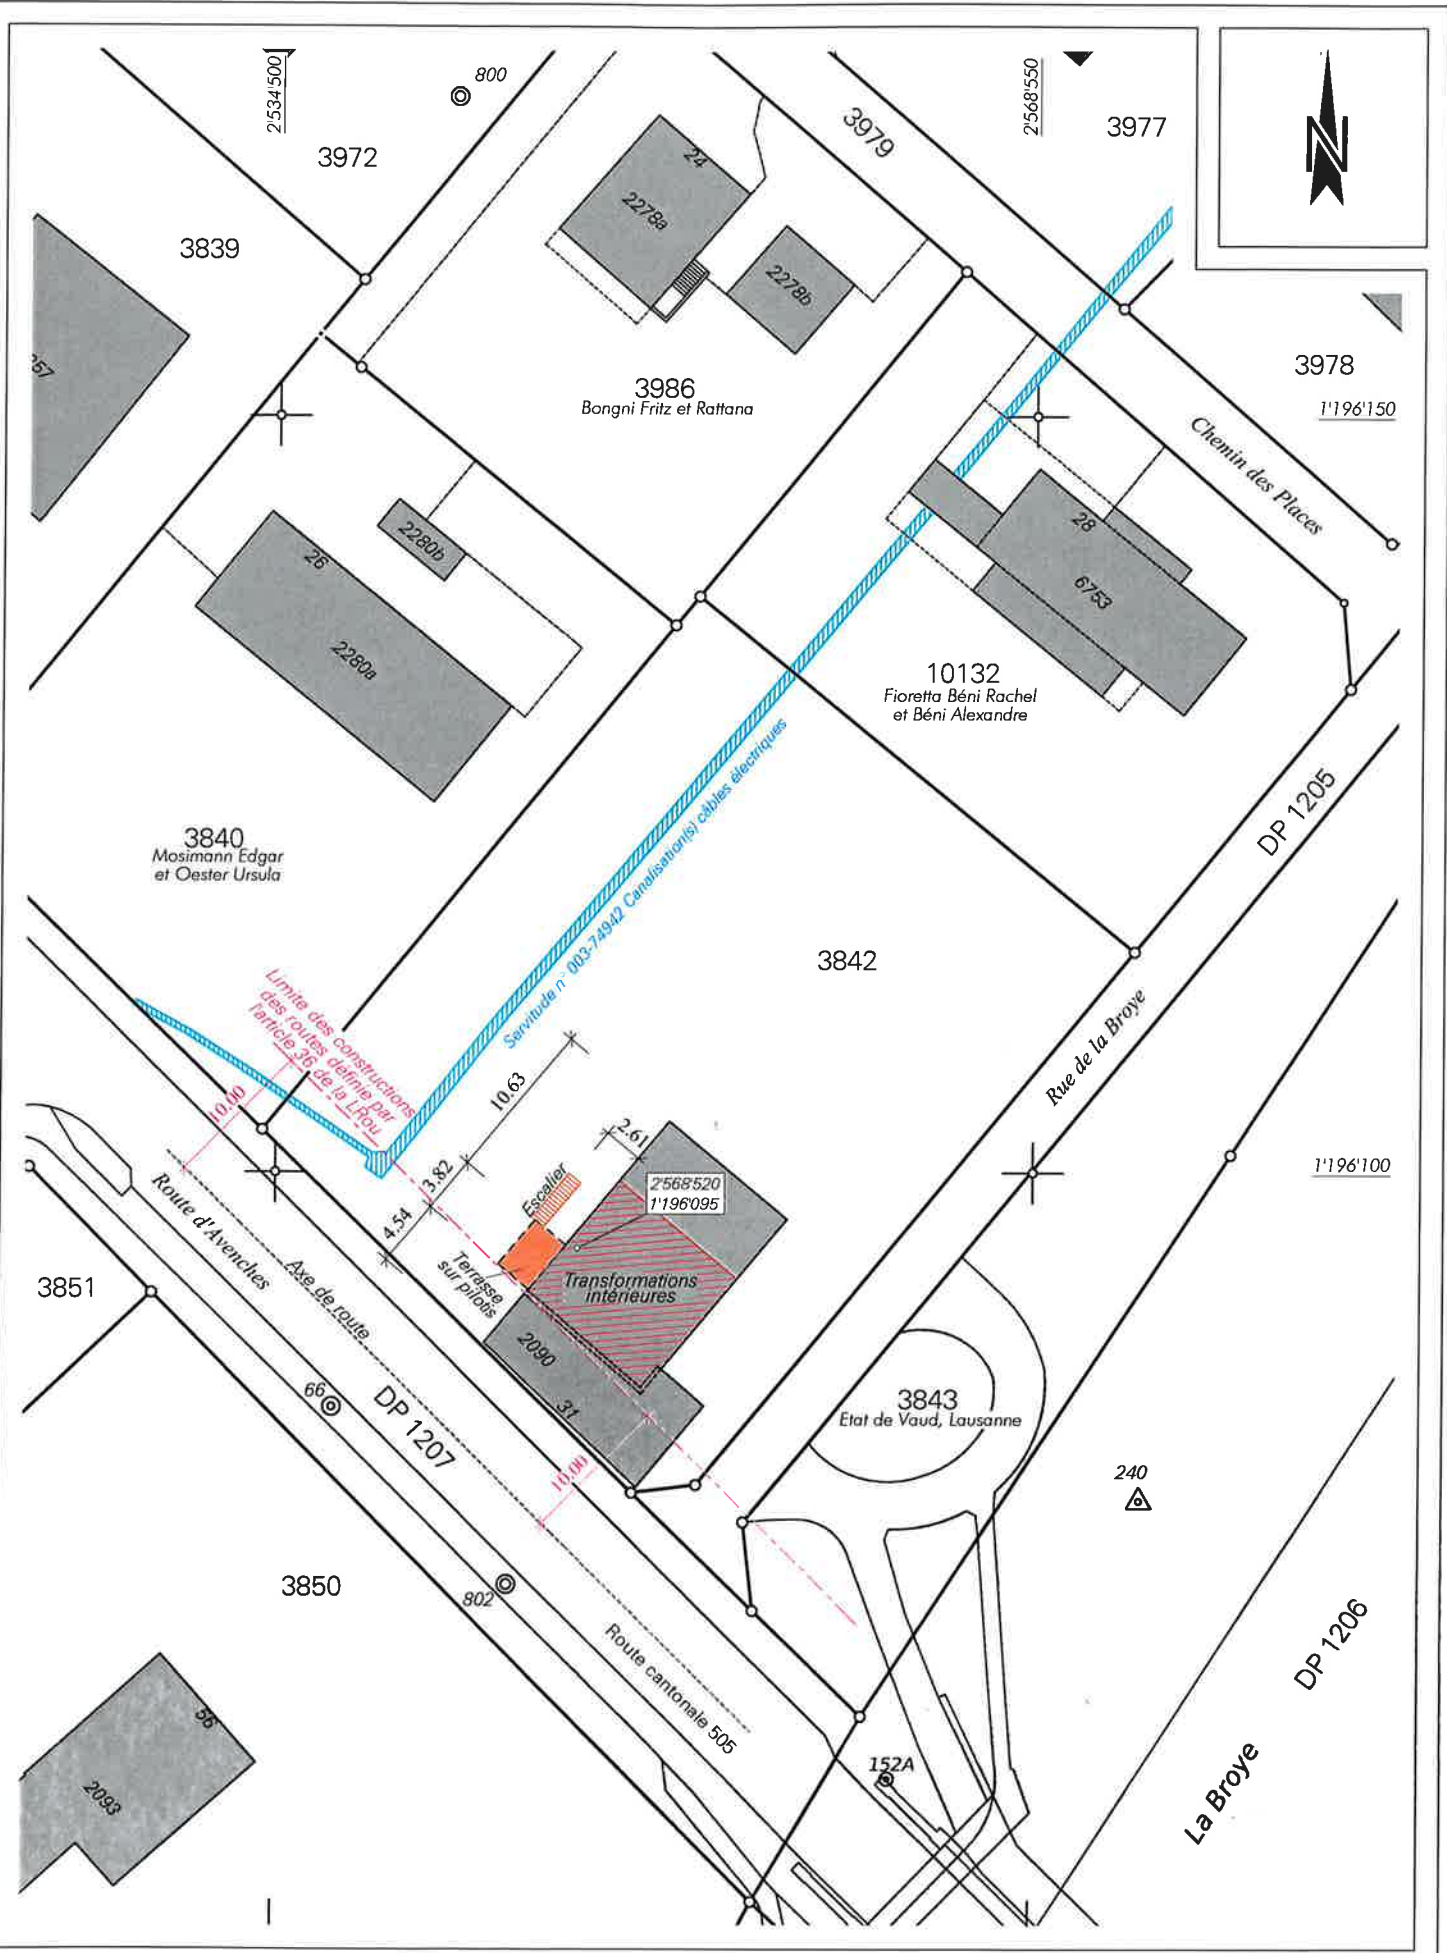 2'534'500
800
3972
3979
2'568'550
3977
N
24
2278a
3839
2278b
257
3978
1'196'150
3986
Bongni Fritz et Rattana
Chemin des Places
28
6753
2280b
26
2280a
10132
Fioretta Béni Rachel
et Béni Alexandre
DP 1205
3840
Mosimann Edgar
et Oester Ursula
Servitude n° 003-74942 Canalisation(s) câbles électriques
3842
Limite des constructions
des routes définie par
l'article 36 de la LRou
10.00
10.63
Rue de la Broye
2.61
3.82
4.54
Escalier
2'568'520
1'196'095
1'196'100
Route d'Avenches
Axe de route
Terrasse
sur pilotis
Transformations
intérieures
3851
2090
31
66
DP 1207
3843
Etat de Vaud, Lausanne
10.00
240
3850
802
Route cantonale 505
DP 1206
56
2093
152A
La Broye